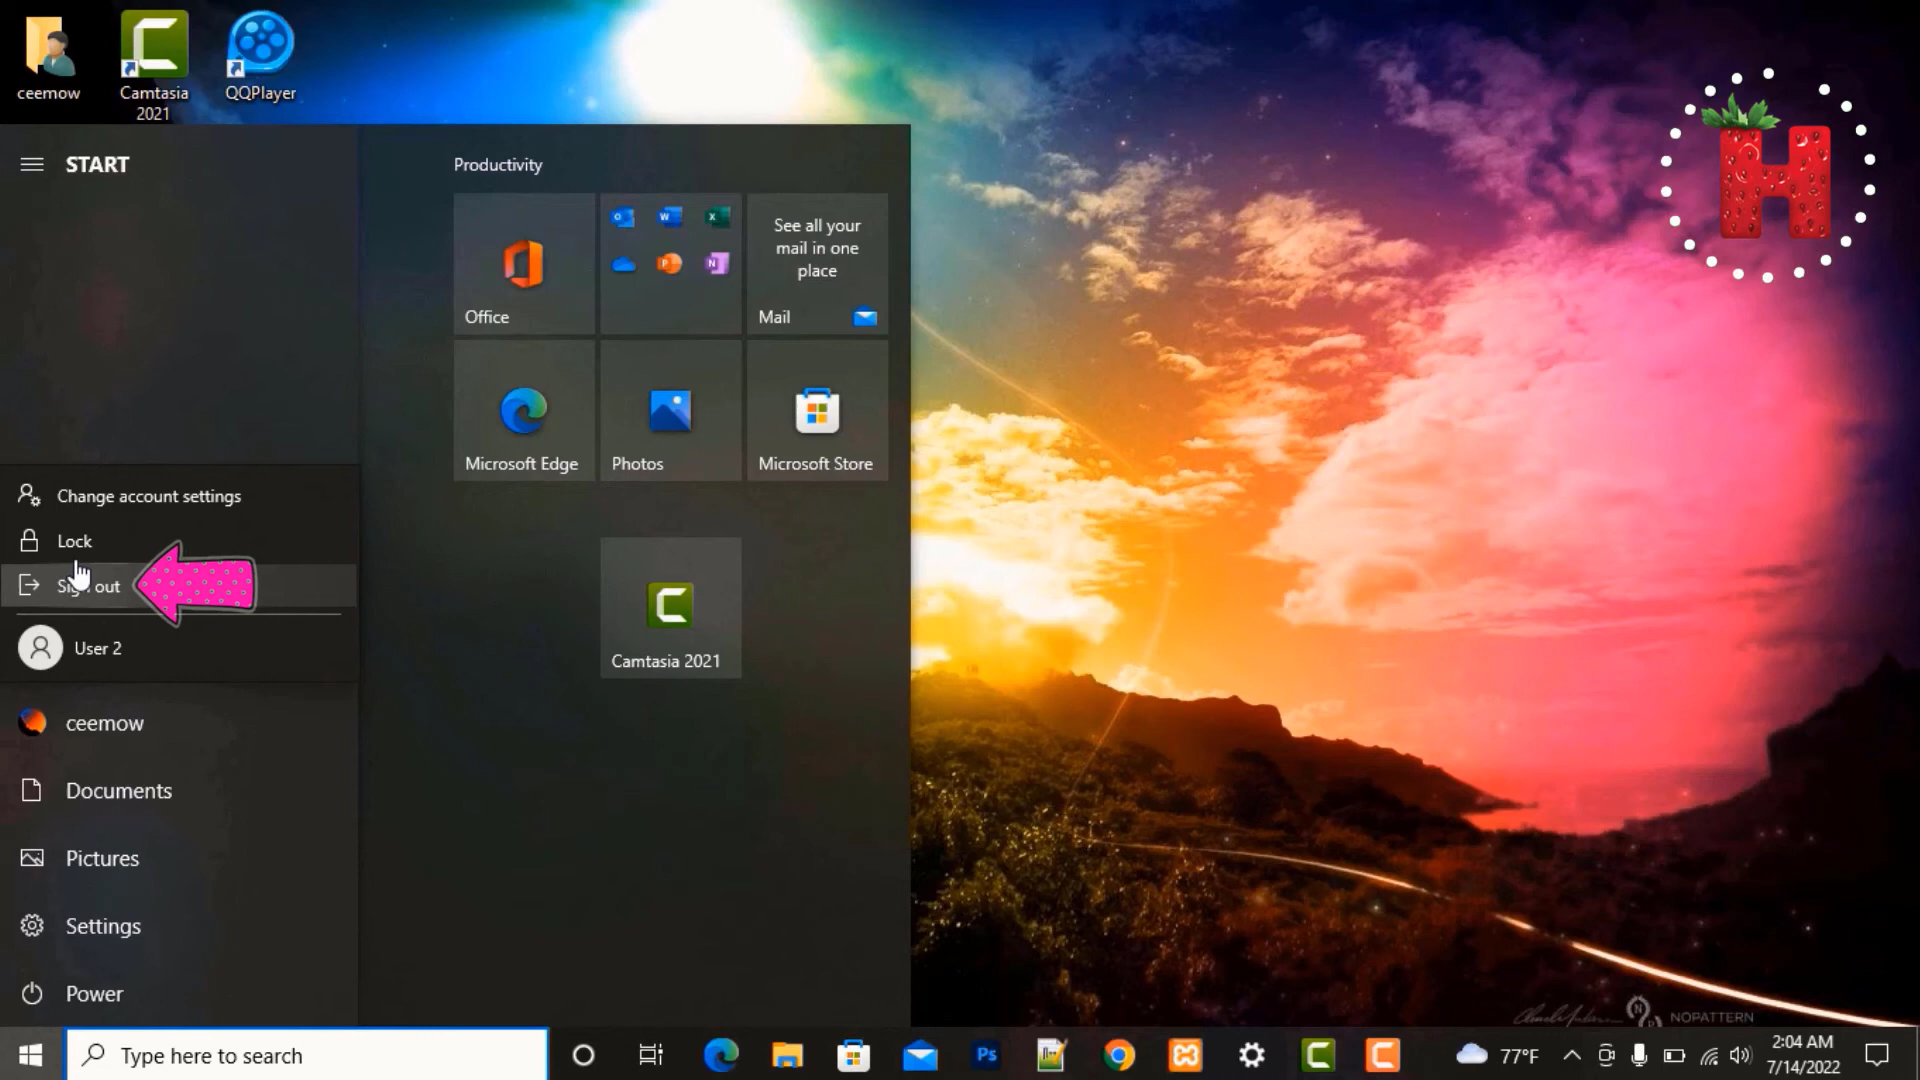 ceemow
Camtasia
2021
QQPlayer
START
Productivity
Office
See all your
mail in one
place
Mail
Microsoft Edge
Photos
Microsoft Store
Change account settings
Lock
Sign out
Camtasia 2021
User 2
ceemow
Documents
Pictures
Settings
Power
H
NOPATTERN
Type here to search
Ps
77°F
2:04 AM
7/14/2022